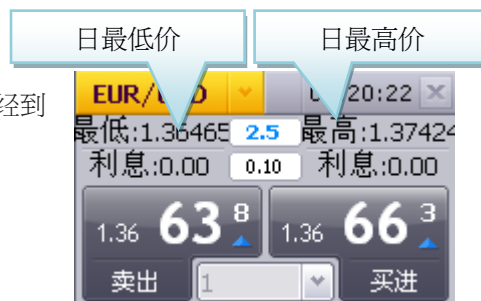 日最低价 日最高价
经到
EUR/ 20:22
最低:1.36465 2.5 最高:1.37424
利息:0.00 0.10 利息:0.00
1.36 63 8 1.36 66 3
卖出 1 买进